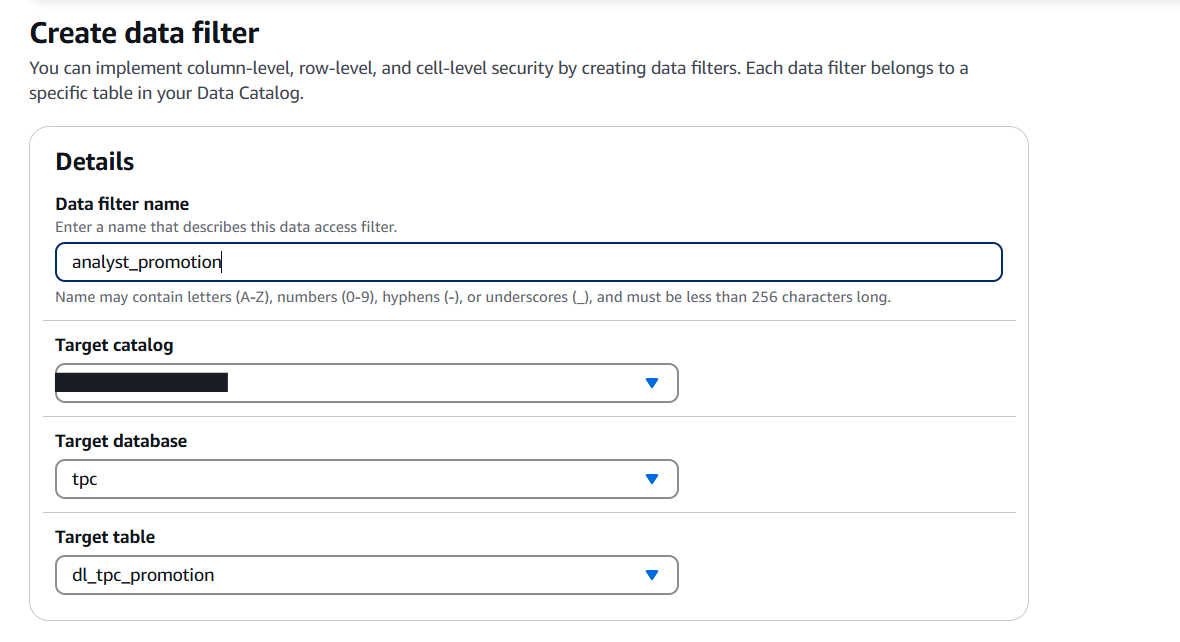 Create data filter
You can implement column-level, row-level, and cell-level security by creating data filters. Each data filter belongs to a
specific table in your Data Catalog.
Details
Data filter name
Enter a name that describes this data access filter.
analyst_promotion
Name may contain letters (A-Z), numbers (0-9), hyphens (-), or underscores (_), and must be less than 256 characters long.
Target catalog
Target database
tpc
Target table
dl_tpc_promotion